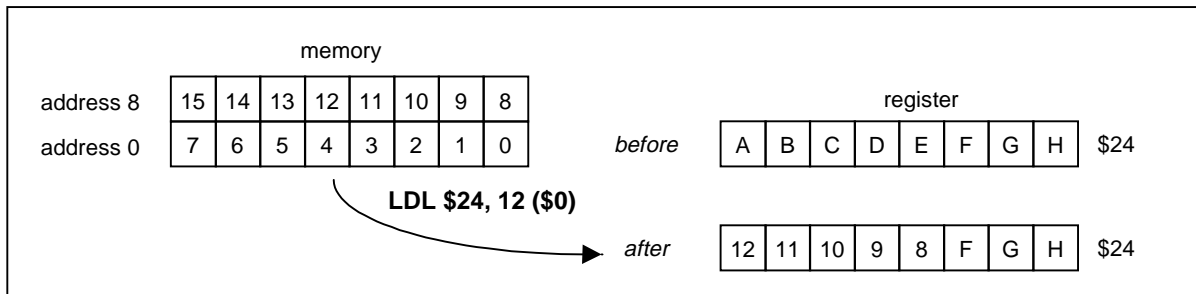 memory
address 8 15 14 13 12 11 10 9 8
register
address 0 7 6 5 4 3 2 1 0
before A B C D E F G H $24
LDL $24, 12 ($0)
after 12 11 10 9 8 F G H $24